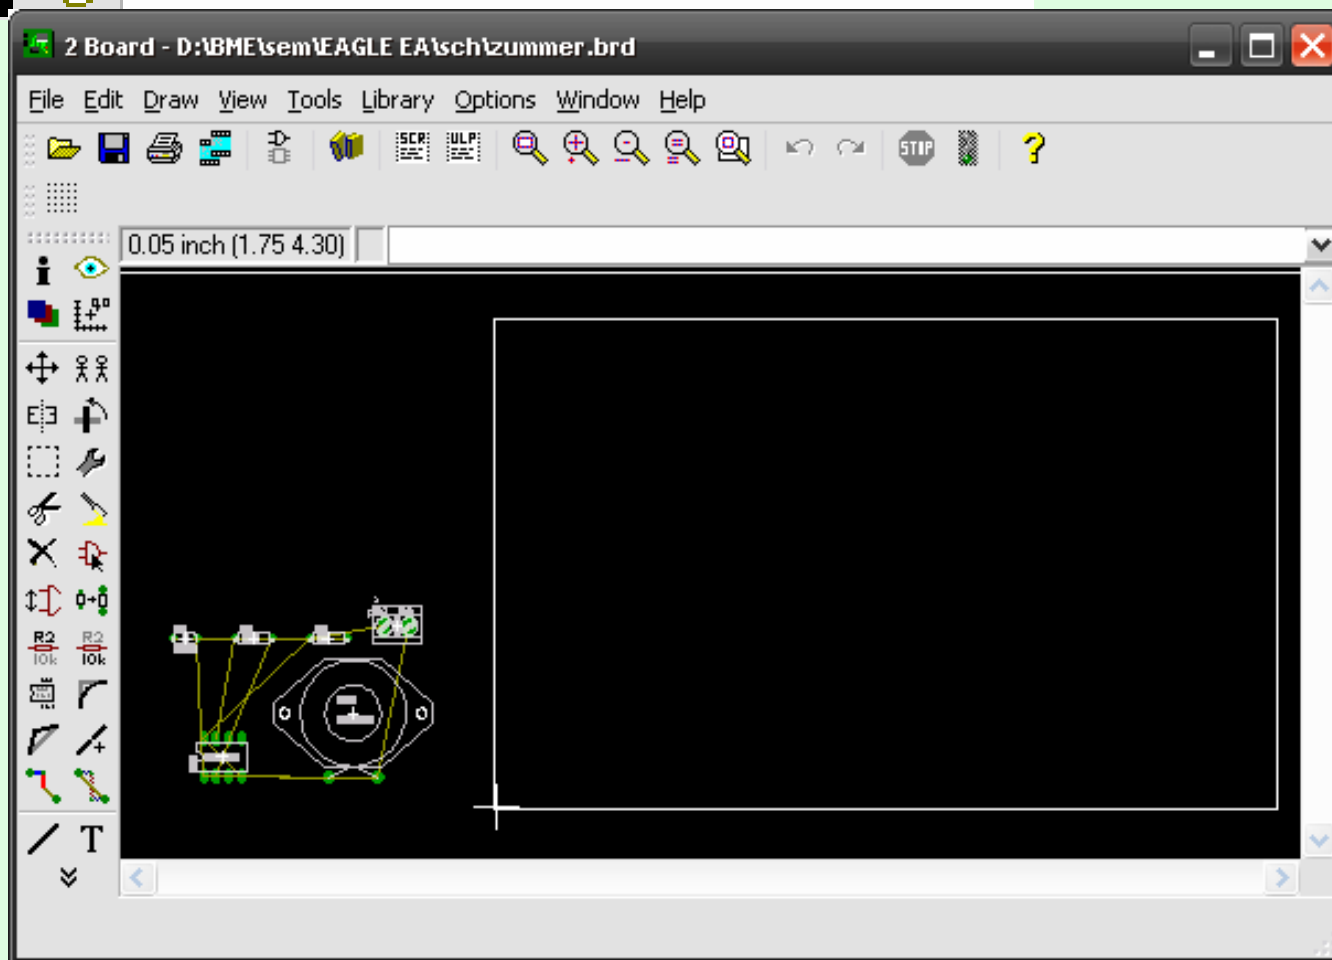 2 Board - D:\BME\sem\EAGLE EA\sch\zummer.brd
File Edit Draw View Tools Library Options Window Help
SCR ULP STOP ?
0.05 inch (1.75 4.30)
R2 R2
10k 10k
T